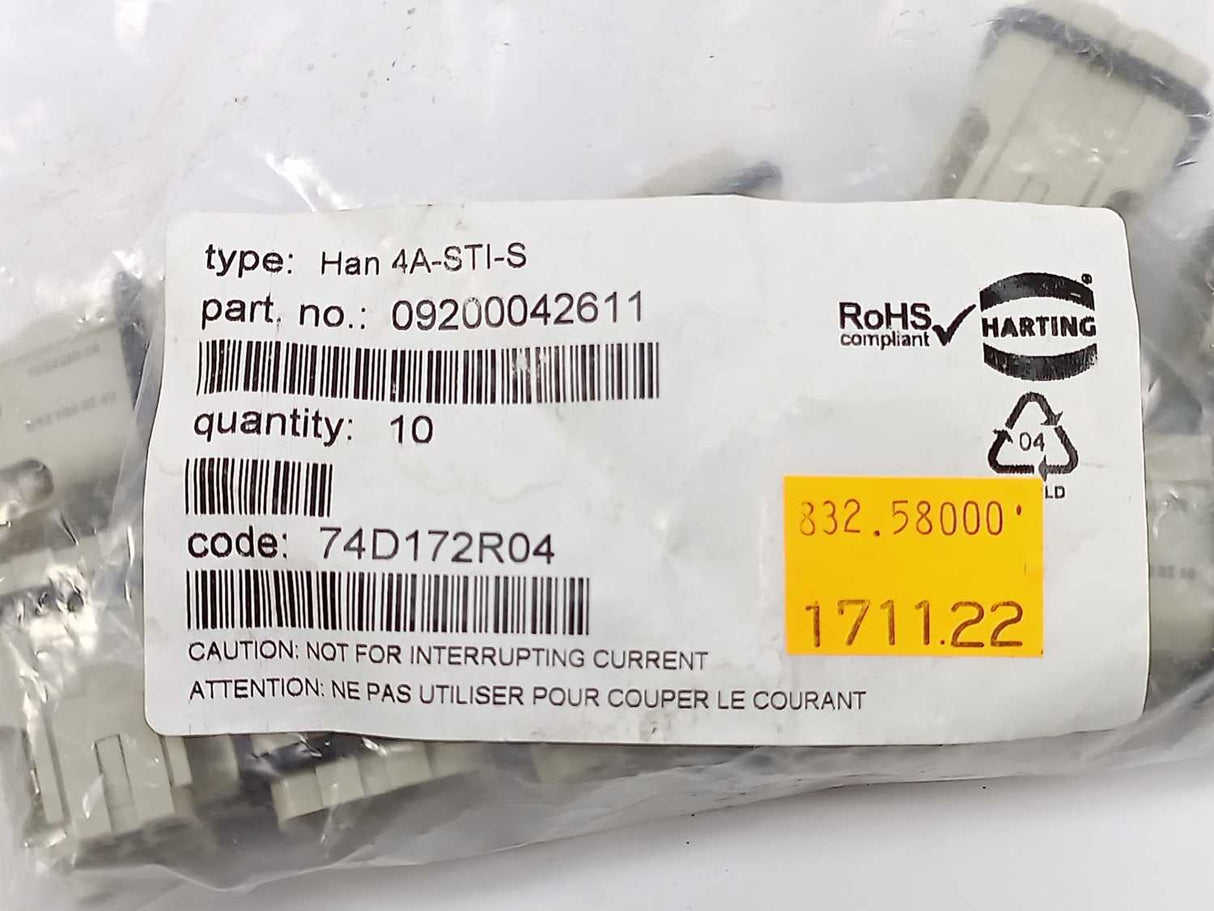 type: Han 4A-STI-S
part. no.: 09200042611
quantity: 10
code: 74D172R04
CAUTION: NOT FOR INTERRUPTING CURRENT
ATTENTION: NE PAS UTILISER POUR COUPER LE COURANT
RoHS
compliant
HARTING
®
04
LD
832.58000
1711.22